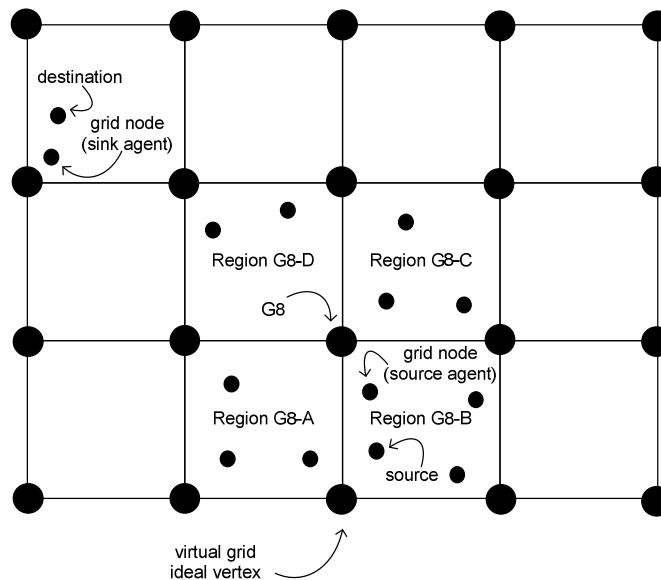 destination
grid node
(sink agent)
Region G8-D
Region G8-C
G8
grid node
(source agent)
Region G8-A
Region G8-B
source
virtual grid
ideal vertex